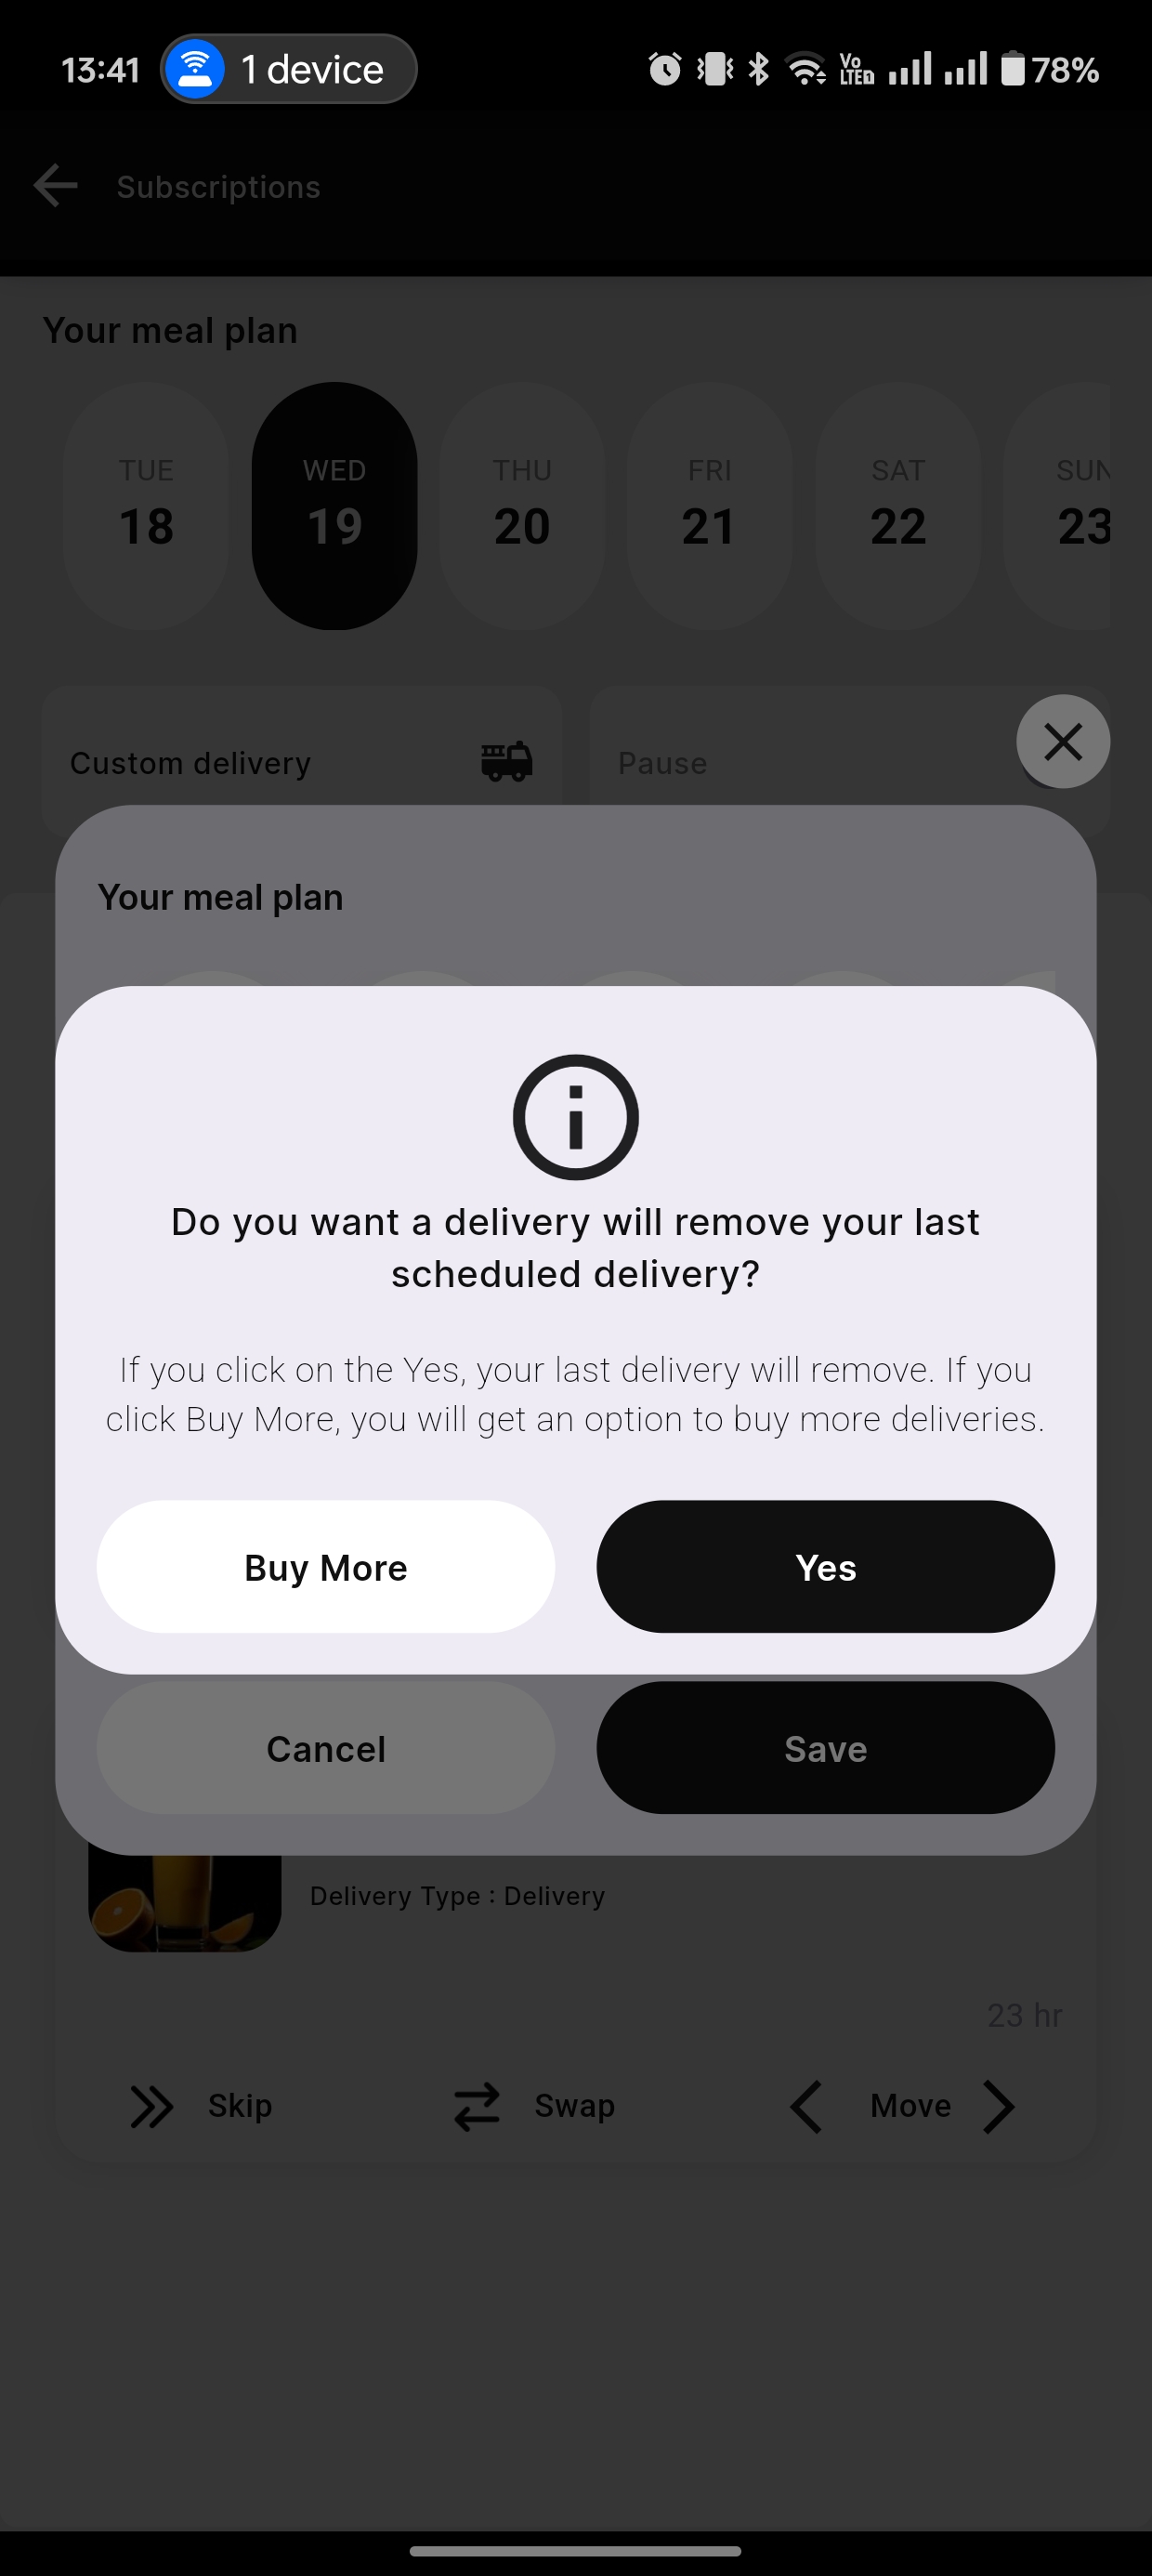 13:41 1 device Vo LTE 78%
Subscriptions
Your meal plan
TUE WED THU FRI SAT SUN
18 19 20 21 22 23
Custom delivery Pause
Your meal plan
Do you want a delivery will remove your last
scheduled delivery?
If you click on the Yes, your last delivery will remove. If you
click Buy More, you will get an option to buy more deliveries.
Buy More Yes
Cancel Save
Delivery Type : Delivery
23 hr
Skip Swap Move